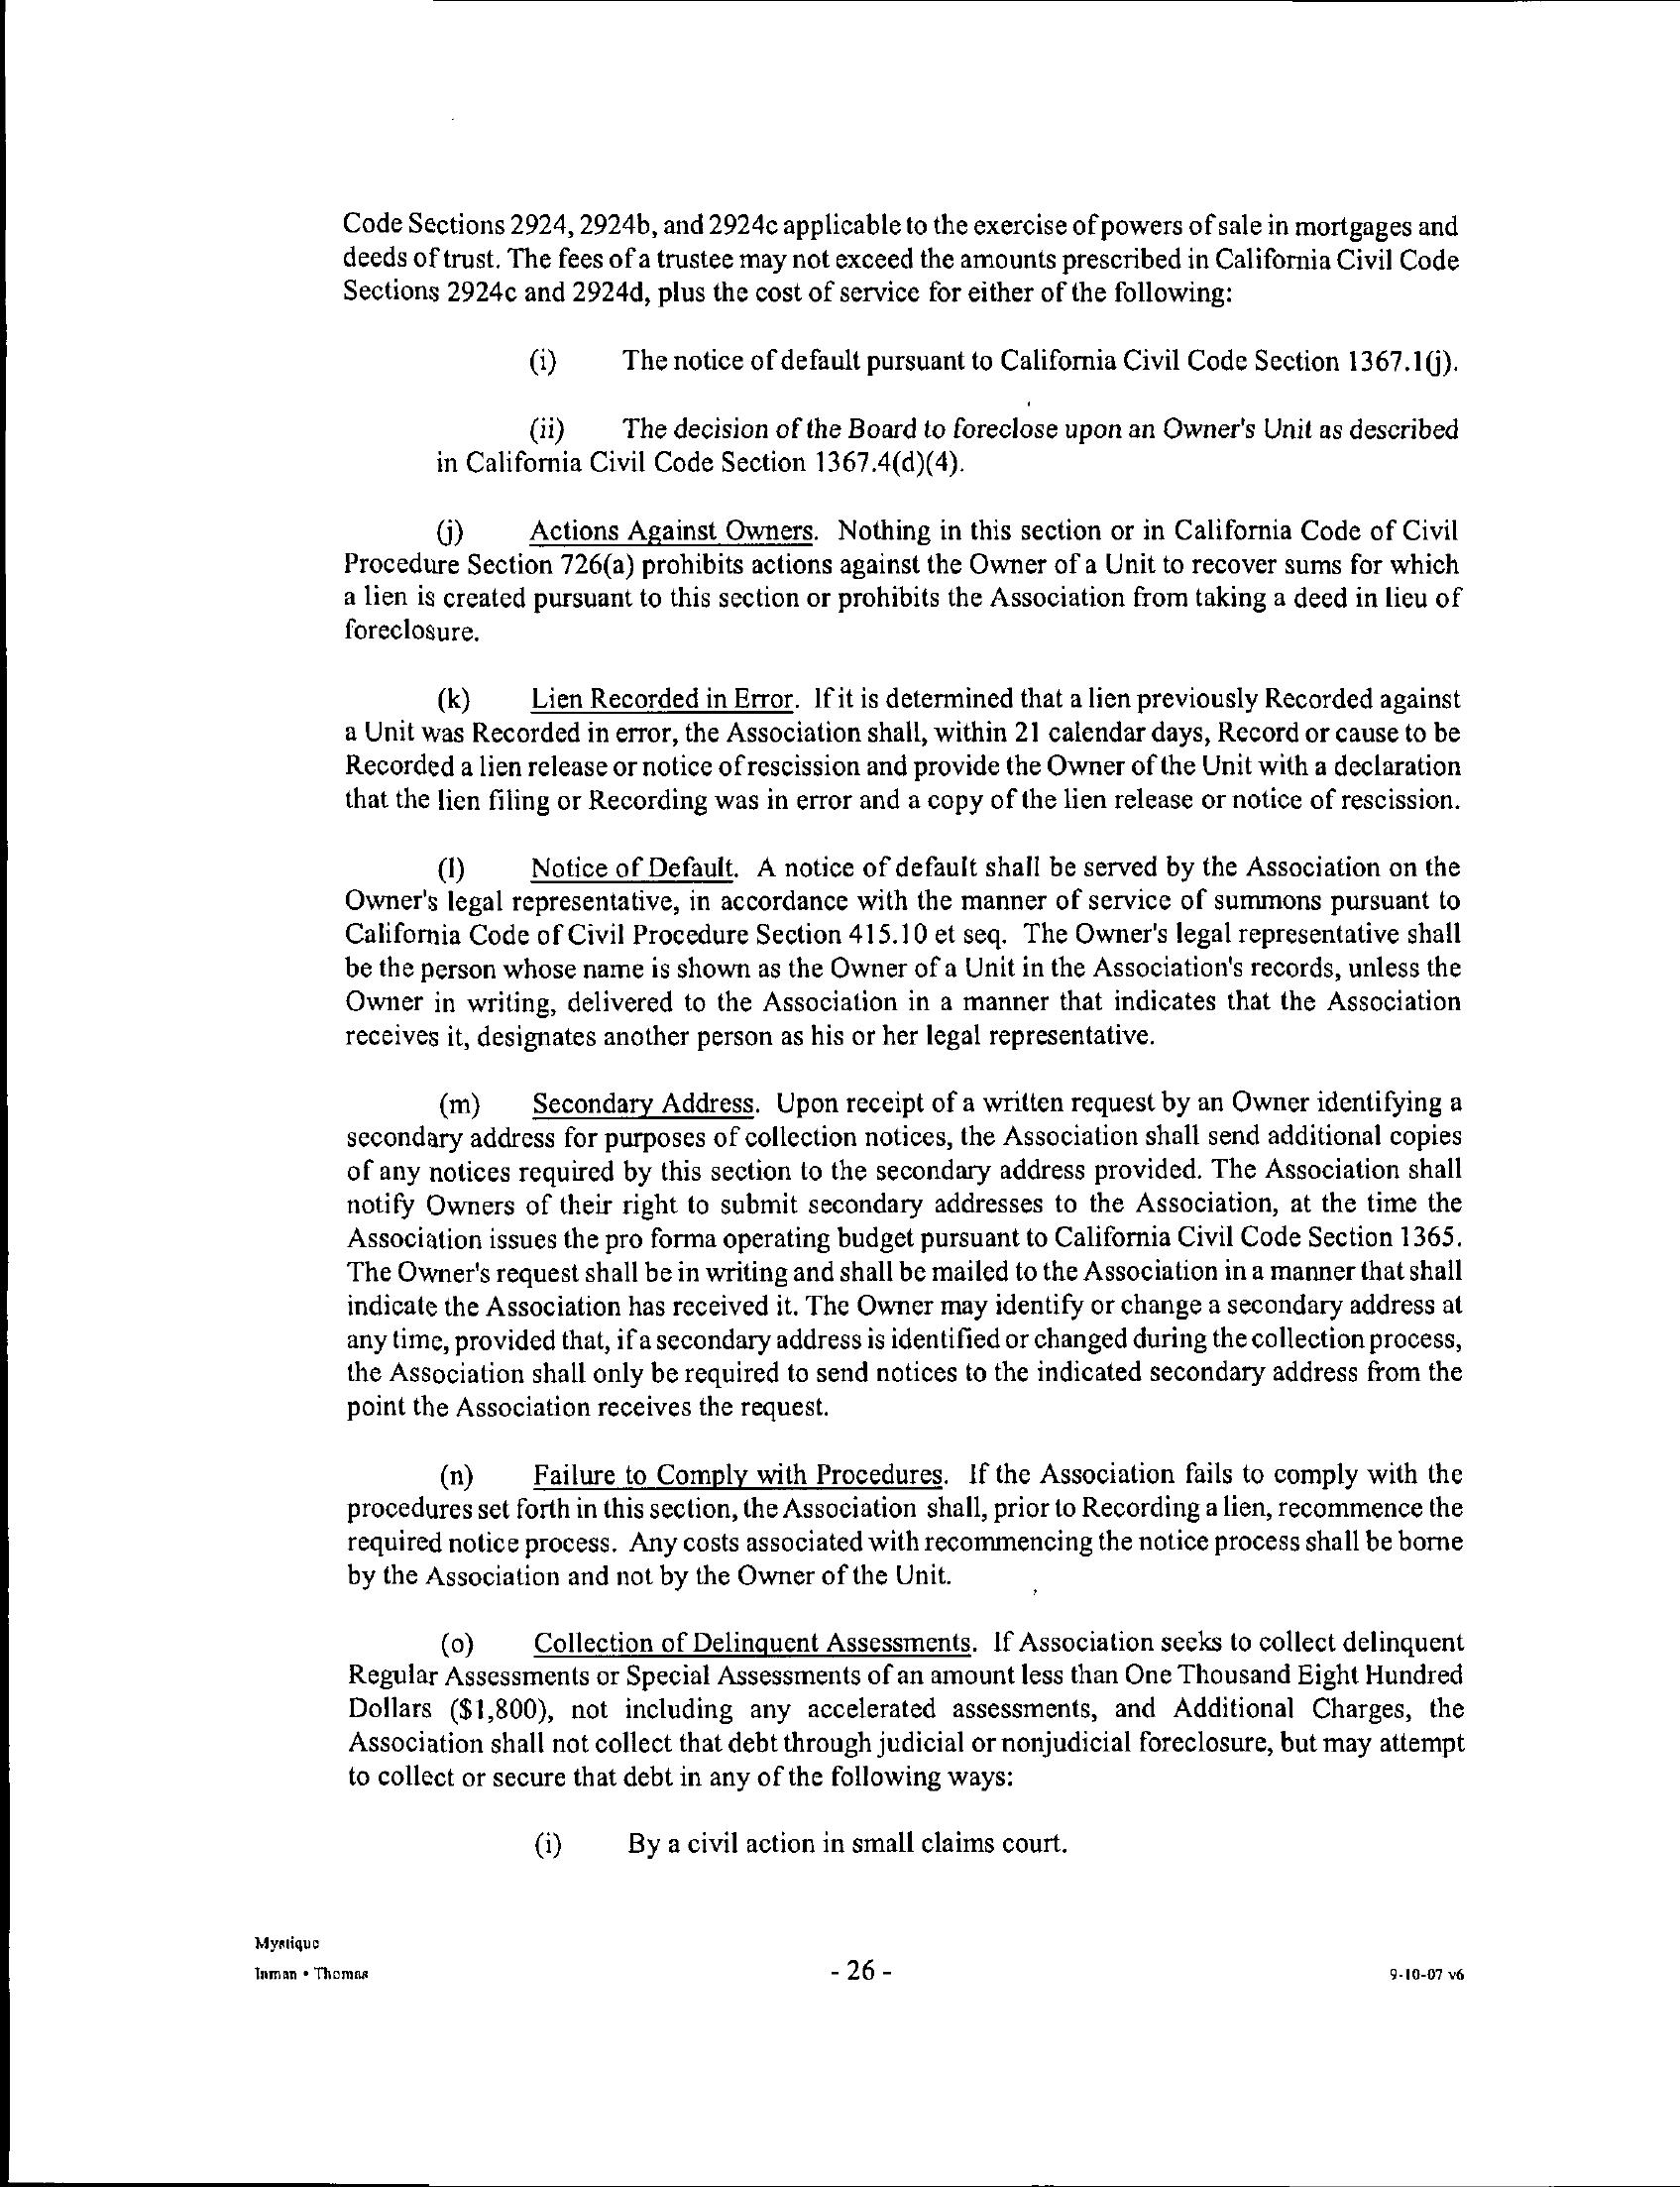 Code Sections 2924, 2924b, and 2924c applicable to the exercise of powers of sale in mortgages and
deeds of trust. The fees of a trustee may not exceed the amounts prescribed in California Civil Code
Sections 2924c and 2924d, plus the cost of service for either of the following:
(i) The notice of default pursuant to California Civil Code Section 1367.1(j).
(ii) The decision of the Board to foreclose upon an Owner's Unit as described
in California Civil Code Section 1367.4(d)(4).
(j) Actions Against Owners. Nothing in this section or in California Code of Civil
Procedure Section 726(a) prohibits actions against the Owner of a Unit to recover sums for which
a lien is created pursuant to this section or prohibits the Association from taking a deed in lieu of
foreclosure.
(k) Lien Recorded in Error. If it is determined that a lien previously Recorded against
a Unit was Recorded in error, the Association shall, within 21 calendar days, Record or cause to be
Recorded a lien release or notice of rescission and provide the Owner of the Unit with a declaration
that the lien filing or Recording was in error and a copy of the lien release or notice of rescission.
(l) Notice of Default. A notice of default shall be served by the Association on the
Owner's legal representative, in accordance with the manner of service of summons pursuant to
California Code of Civil Procedure Section 415.10 et seq. The Owner's legal representative shall
be the person whose name is shown as the Owner of a Unit in the Association's records, unless the
Owner in writing, delivered to the Association in a manner that indicates that the Association
receives it, designates another person as his or her legal representative.
(m) Secondary Address. Upon receipt of a written request by an Owner identifying a
secondary address for purposes of collection notices, the Association shall send additional copies
of any notices required by this section to the secondary address provided. The Association shall
notify Owners of their right to submit secondary addresses to the Association, at the time the
Association issues the pro forma operating budget pursuant to California Civil Code Section 1365.
The Owner's request shall be in writing and shall be mailed to the Association in a manner that shall
indicate the Association has received it. The Owner may identify or change a secondary address at
any time, provided that, if a secondary address is identified or changed during the collection process,
the Association shall only be required to send notices to the indicated secondary address from the
point the Association receives the request.
(n) Failure to Comply with Procedures. If the Association fails to comply with the
procedures set forth in this section, the Association shall, prior to Recording a lien, recommence the
required notice process. Any costs associated with recommencing the notice process shall be borne
by the Association and not by the Owner of the Unit.
(o) Collection of Delinquent Assessments. If Association seeks to collect delinquent
Regular Assessments or Special Assessments of an amount less than One Thousand Eight Hundred
Dollars ($1,800), not including any accelerated assessments, and Additional Charges, the
Association shall not collect that debt through judicial or nonjudicial foreclosure, but may attempt
to collect or secure that debt in any of the following ways:
(i) By a civil action in small claims court.
Mystique
Inman • Thomas - 26 - 9-10-07 v6